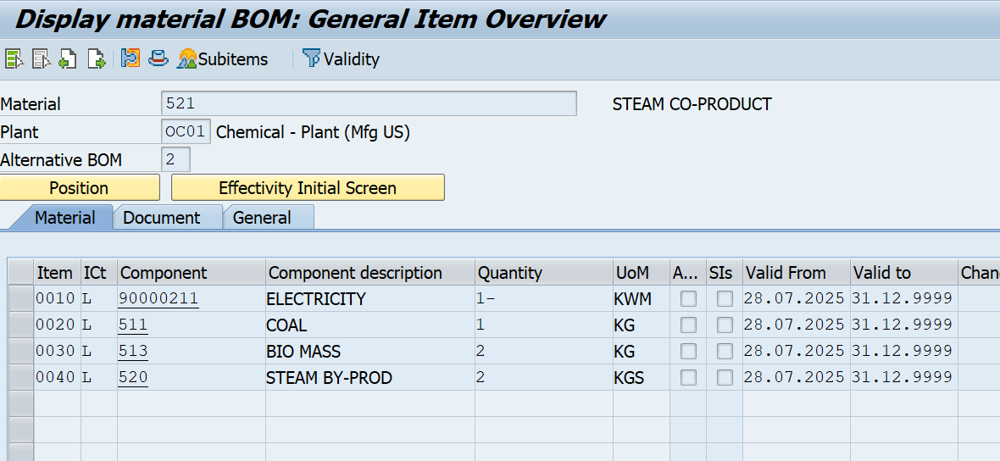 Display material BOM: General Item Overview
Subitems Validity
Material 521 STEAM CO-PRODUCT
Plant OC01 Chemical - Plant (Mfg US)
Alternative BOM 2
Position Effectivity Initial Screen
Material Document General
Item ICt Component Component description Quantity UoM A... SIs Valid From Valid to Chan
0010 L 90000211 ELECTRICITY 1- KWM 28.07.2025 31.12.9999
0020 L 511 COAL 1 KG 28.07.2025 31.12.9999
0030 L 513 BIO MASS 2 KG 28.07.2025 31.12.9999
0040 L 520 STEAM BY-PROD 2 KGS 28.07.2025 31.12.9999